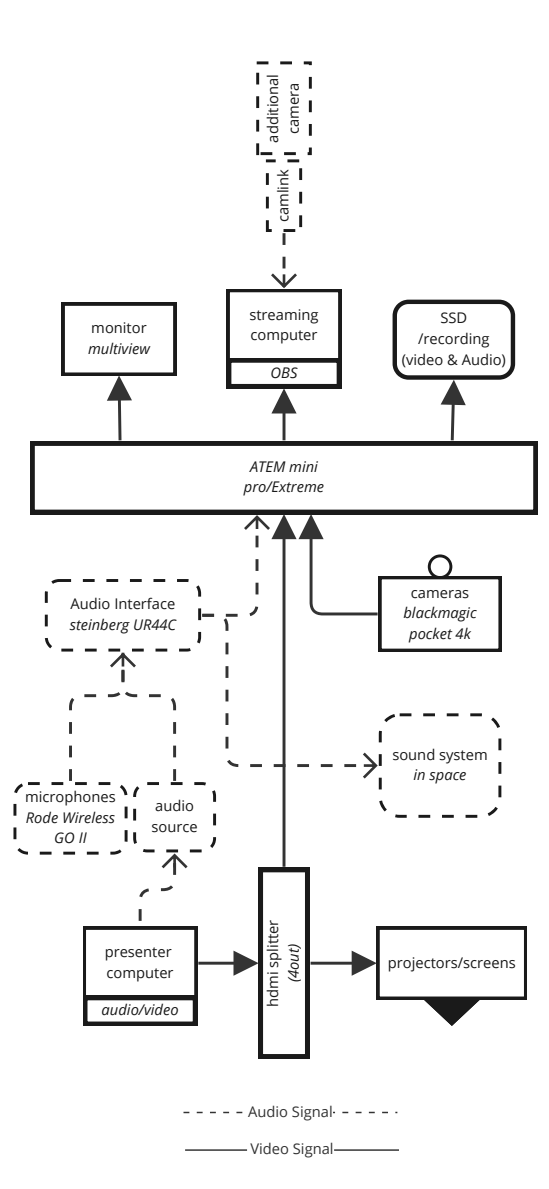 additional
camera
camlink
streaming
computer
OBS
monitor
multiview
SSD
/recording
(video & Audio)
ATEM mini
pro/Extreme
Audio Interface
steinberg UR44C
cameras
blackmagic
pocket 4k
sound system
in space
microphones
Rode Wireless
GO II
audio
source
presenter
computer
audio/video
hdmi splitter
(4out)
projectors/screens
Audio Signal
Video Signal